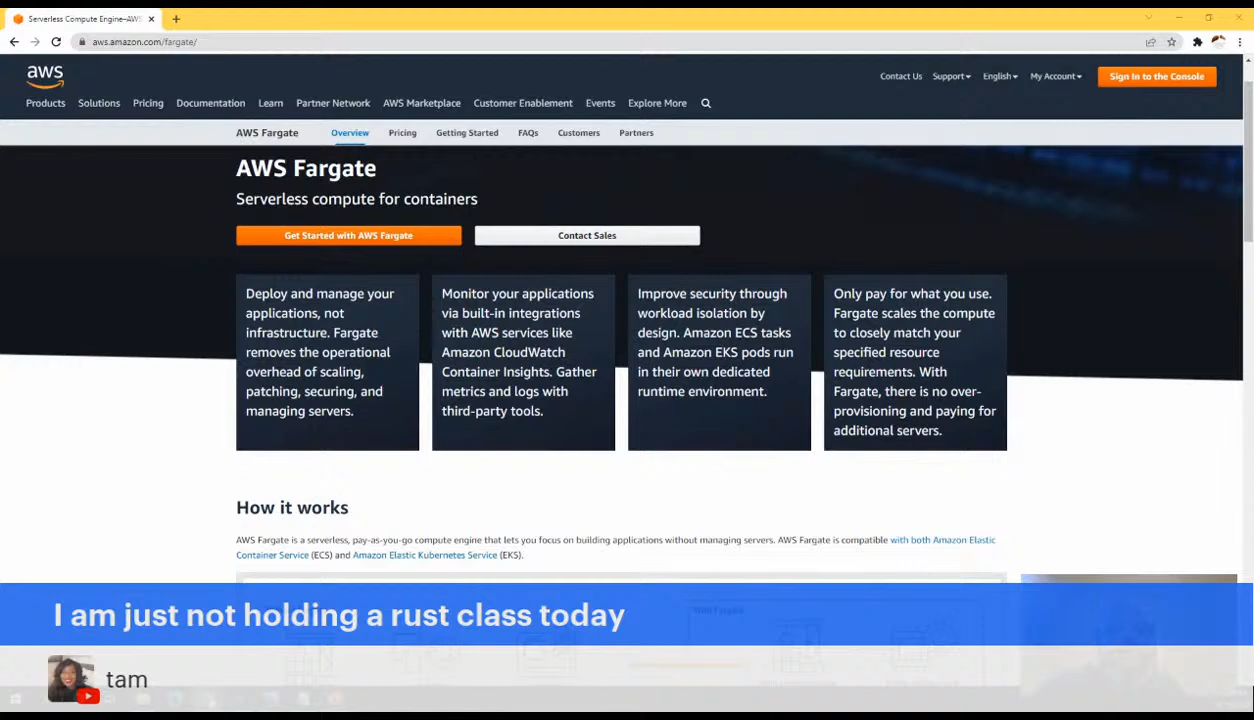 Serverless Compute Engine–AWS
aws.amazon.com/fargate/
aws
Contact Us Support English My Account Sign In to the Console
Products Solutions Pricing Documentation Learn Partner Network AWS Marketplace Customer Enablement Events Explore More
AWS Fargate Overview Pricing Getting Started FAQs Customers Partners
AWS Fargate
Serverless compute for containers
Get Started with AWS Fargate Contact Sales
Deploy and manage your
applications, not
infrastructure. Fargate
removes the operational
overhead of scaling,
patching, securing, and
managing servers.
Monitor your applications
via built-in integrations
with AWS services like
Amazon CloudWatch
Container Insights. Gather
metrics and logs with
third-party tools.
Improve security through
workload isolation by
design. Amazon ECS tasks
and Amazon EKS pods run
in their own dedicated
runtime environment.
Only pay for what you use.
Fargate scales the compute
to closely match your
specified resource
requirements. With
Fargate, there is no over-
provisioning and paying for
additional servers.
How it works
AWS Fargate is a serverless, pay-as-you-go compute engine that lets you focus on building applications without managing servers. AWS Fargate is compatible with both Amazon Elastic
Container Service (ECS) and Amazon Elastic Kubernetes Service (EKS).
I am just not holding a rust class today
tam